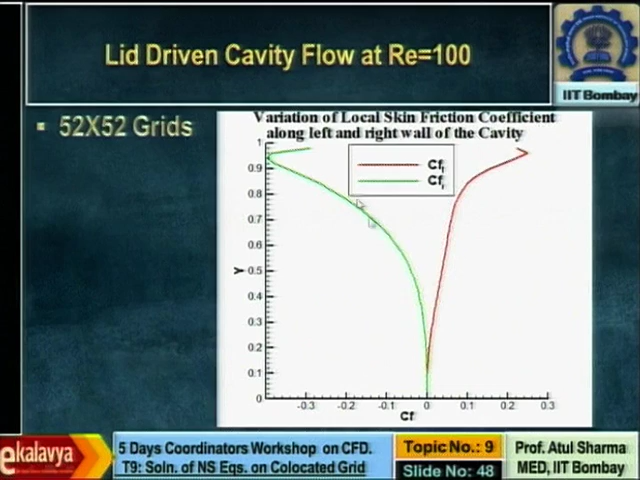 Lid Driven Cavity Flow at Re=100
IIT Bombay
52X52 Grids
Variation of Local Skin Friction Coefficient
along left and right wall of the Cavity
1
0.9
0.8
0.7
0.6
0.5
0.4
0.3
0.2
0.1
0
Y
Cf
Cf
-0.3
-0.2
-0.1
0
0.1
0.2
0.3
Cf
ekalavya
5 Days Coordinators Workshop on CFD.
T9: Soln. of NS Eqs. on Colocated Grid
Topic No.: 9
Slide No.: 48
Prof. Atul Sharma
MED, IIT Bombay